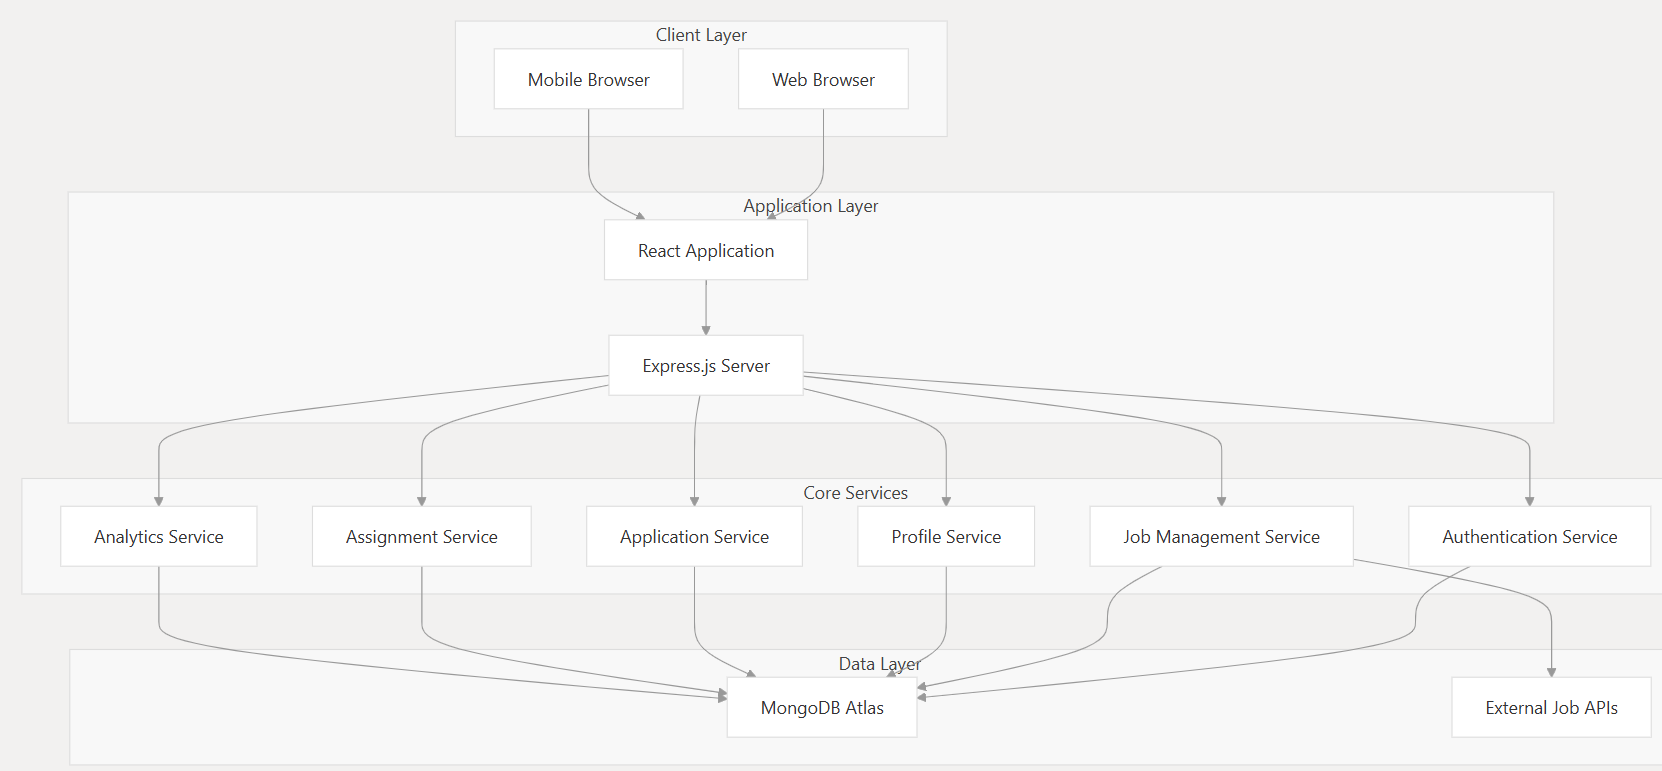 Client Layer
Mobile Browser
Web Browser
Application Layer
React Application
Express.js Server
Core Services
Analytics Service
Assignment Service
Application Service
Profile Service
Job Management Service
Authentication Service
Data Layer
MongoDB Atlas
External Job APIs